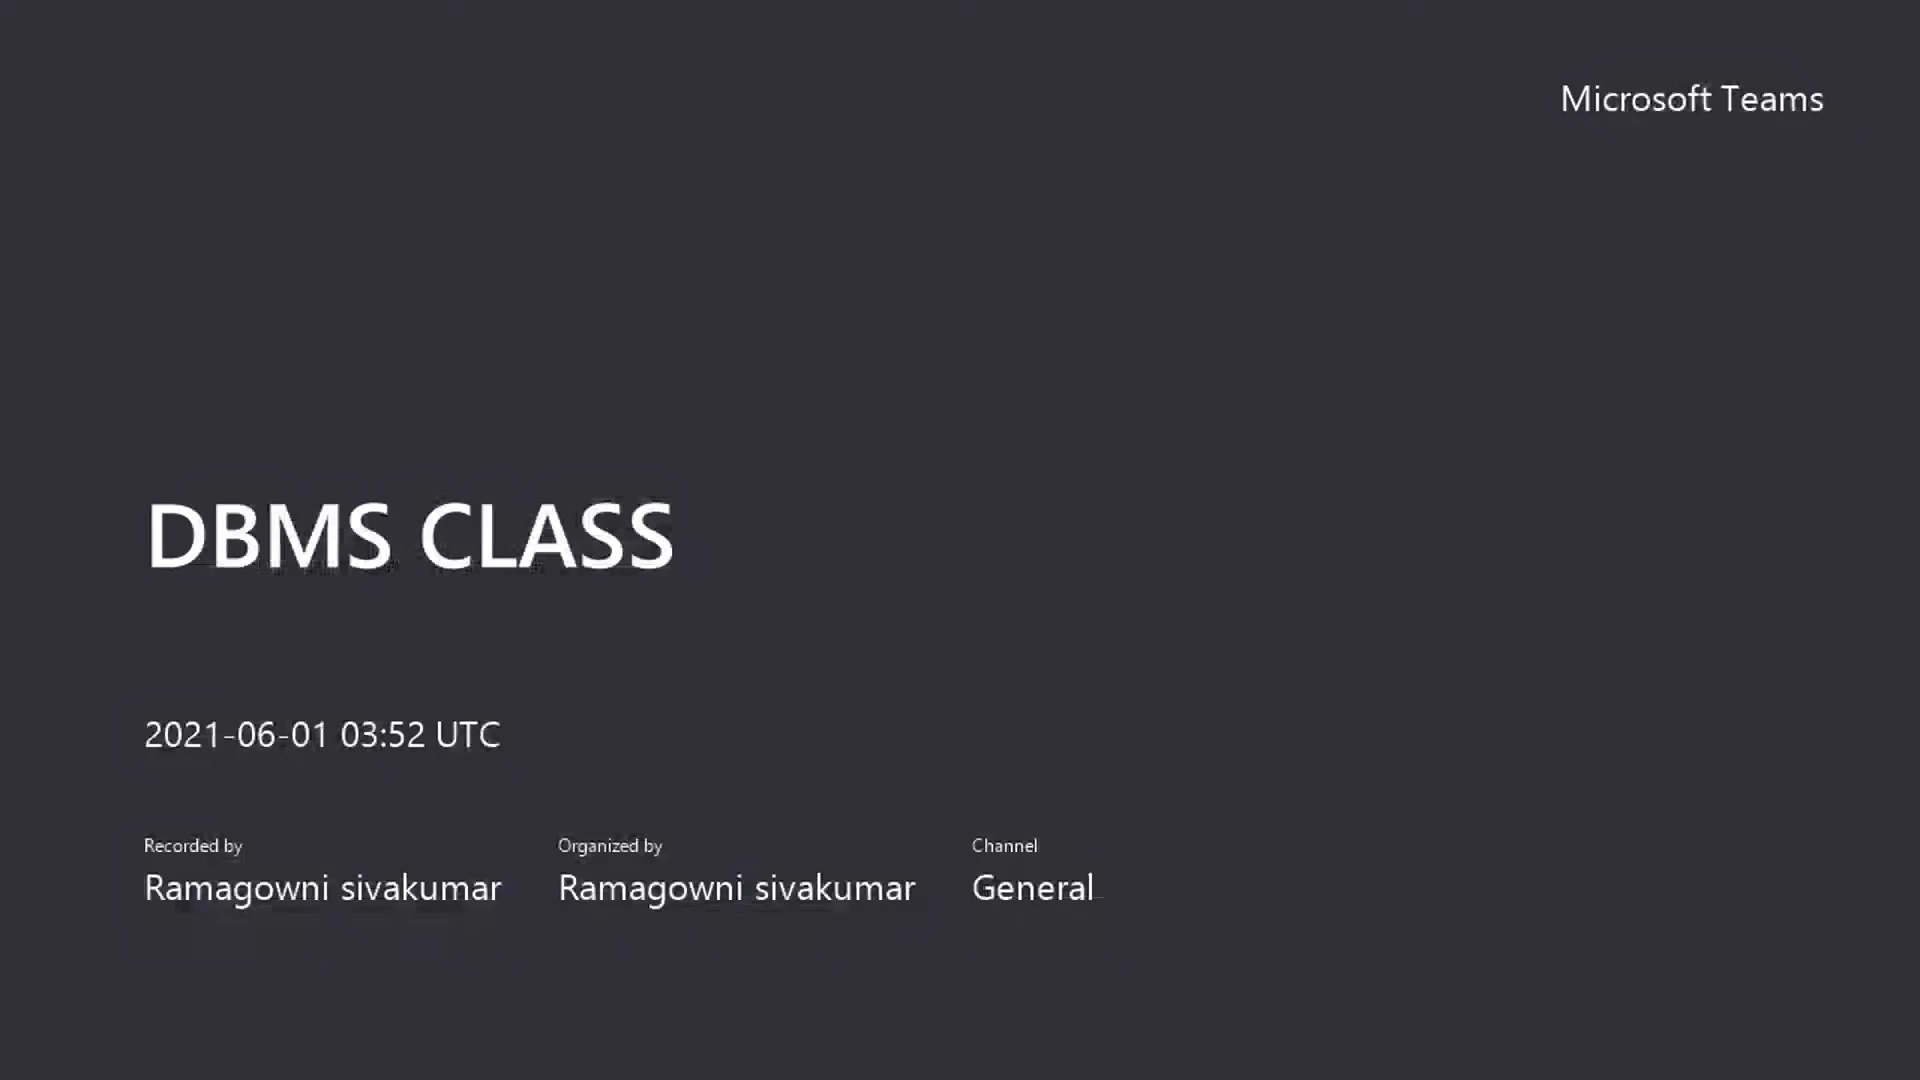 Microsoft Teams
DBMS CLASS
2021-06-01 03:52 UTC
Recorded by
Ramagowni sivakumar
Organized by
Ramagowni sivakumar
Channel
General